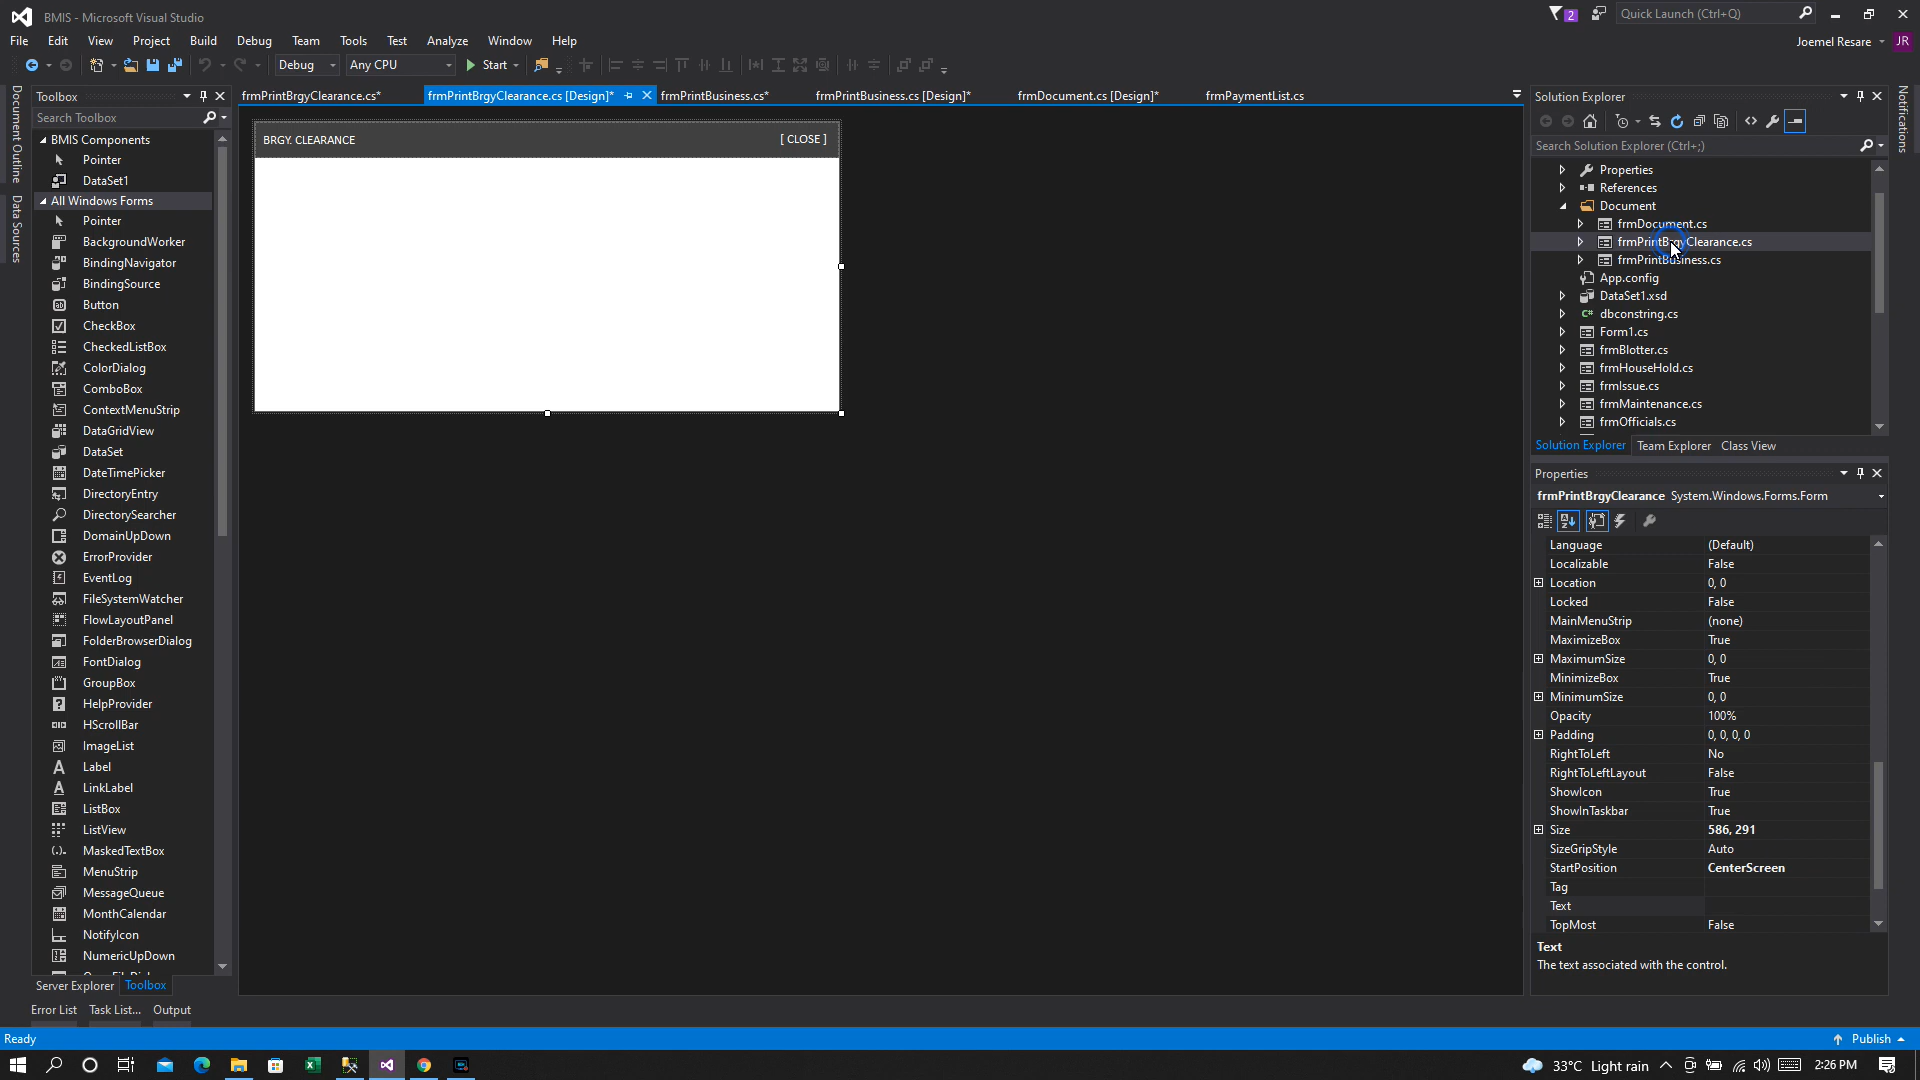 BMIS - Microsoft Visual Studio
2
Quick Launch (Ctrl+Q)
File Edit View Project Build Debug Team Tools Test Analyze Window Help
Joemel Resare JR
Debug Any CPU Start
Document Outline
Data Sources
Toolbox
Search Toolbox
BMIS Components
Pointer
DataSet1
All Windows Forms
Pointer
BackgroundWorker
BindingNavigator
BindingSource
Button
CheckBox
CheckedListBox
ColorDialog
ComboBox
ContextMenuStrip
DataGridView
DataSet
DateTimePicker
DirectoryEntry
DirectorySearcher
DomainUpDown
ErrorProvider
EventLog
FileSystemWatcher
FlowLayoutPanel
FolderBrowserDialog
FontDialog
GroupBox
HelpProvider
HScrollBar
ImageList
Label
LinkLabel
ListBox
ListView
MaskedTextBox
MenuStrip
MessageQueue
MonthCalendar
NotifyIcon
NumericUpDown
Server Explorer Toolbox
Error List Task List... Output
frmPrintBrgyClearance.cs* frmPrintBrgyClearance.cs [Design]* frmPrintBusiness.cs* frmPrintBusiness.cs [Design]* frmDocument.cs [Design]* frmPaymentList.cs
BRGY. CLEARANCE [ CLOSE ]
Solution Explorer
Search Solution Explorer (Ctrl+;)
Properties
References
Document
frmDocument.cs
frmPrintBrgyClearance.cs
frmPrintBusiness.cs
App.config
DataSet1.xsd
dbconstring.cs
Form1.cs
frmBlotter.cs
frmHouseHold.cs
frmIssue.cs
frmMaintenance.cs
frmOfficials.cs
Solution Explorer Team Explorer Class View
Properties
frmPrintBrgyClearance System.Windows.Forms.Form
Language (Default)
Localizable False
Location 0, 0
Locked False
MainMenuStrip (none)
MaximizeBox True
MaximumSize 0, 0
MinimizeBox True
MinimumSize 0, 0
Opacity 100%
Padding 0, 0, 0, 0
RightToLeft No
RightToLeftLayout False
ShowIcon True
ShowInTaskbar True
Size 586, 291
SizeGripStyle Auto
StartPosition CenterScreen
Tag
Text
TopMost False
Text
The text associated with the control.
Notifications
Ready
Publish
33°C Light rain
2:26 PM